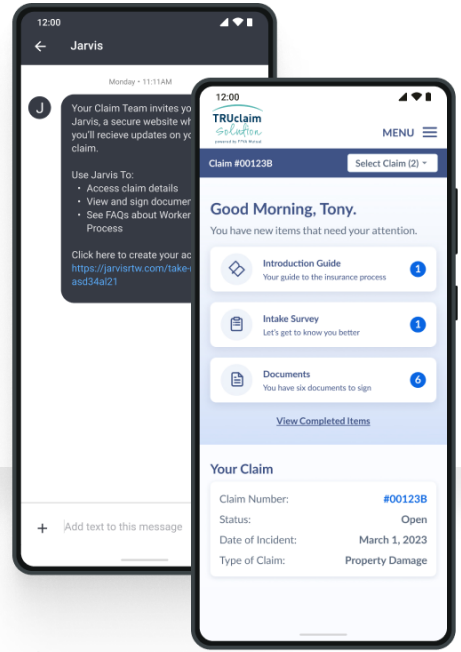 12:00
Jarvis
Monday • 11:11AM
J
Your Claim Team invites yo
Jarvis, a secure website wh
you'll recieve updates on yo
claim.
Use Jarvis To:
• Access claim details
• View and sign documen
• See FAQs about Worker
Process
Click here to create your ac
https://jarvisrtw.com/take-
asd34al21
Add text to this message
12:00
TRUclaim
Solution
MENU
Claim #00123B
Select Claim (2)
Good Morning, Tony.
You have new items that need your attention.
Introduction Guide
Your guide to the insurance process
1
Intake Survey
Let's get to know you better
1
Documents
You have six documents to sign
6
View Completed Items
Your Claim
Claim Number: #00123B
Status: Open
Date of Incident: March 1, 2023
Type of Claim: Property Damage